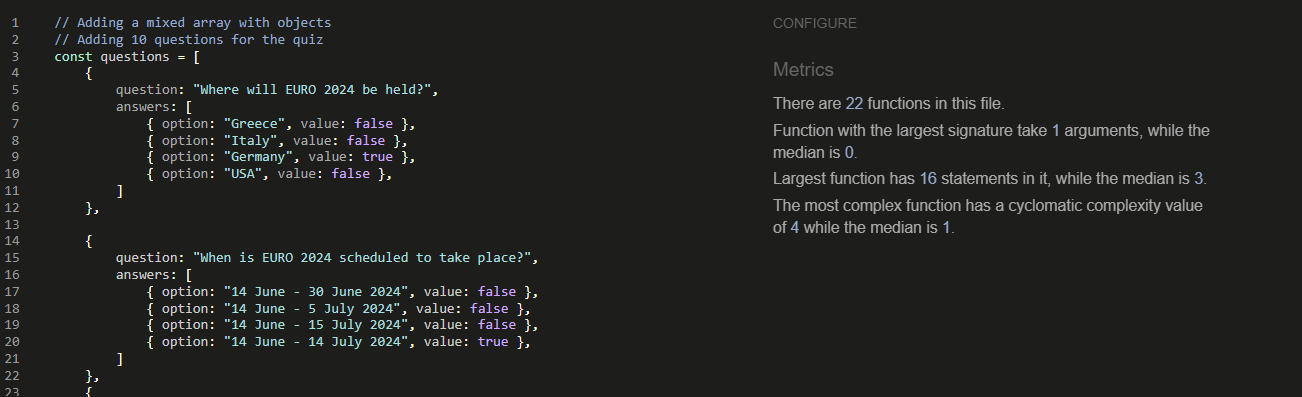 1 // Adding a mixed array with objects
2 // Adding 10 questions for the quiz
3 const questions = [
4 {
5 question: "Where will EURO 2024 be held?",
6 answers: [
7 { option: "Greece", value: false },
8 { option: "Italy", value: false },
9 { option: "Germany", value: true },
10 { option: "USA", value: false },
11 ]
12 },
13
14 {
15 question: "When is EURO 2024 scheduled to take place?",
16 answers: [
17 { option: "14 June - 30 June 2024", value: false },
18 { option: "14 June - 5 July 2024", value: false },
19 { option: "14 June - 15 July 2024", value: false },
20 { option: "14 June - 14 July 2024", value: true },
21 ]
22 },
23 {
CONFIGURE
Metrics
There are 22 functions in this file.
Function with the largest signature take 1 arguments, while the
median is 0.
Largest function has 16 statements in it, while the median is 3.
The most complex function has a cyclomatic complexity value
of 4 while the median is 1.